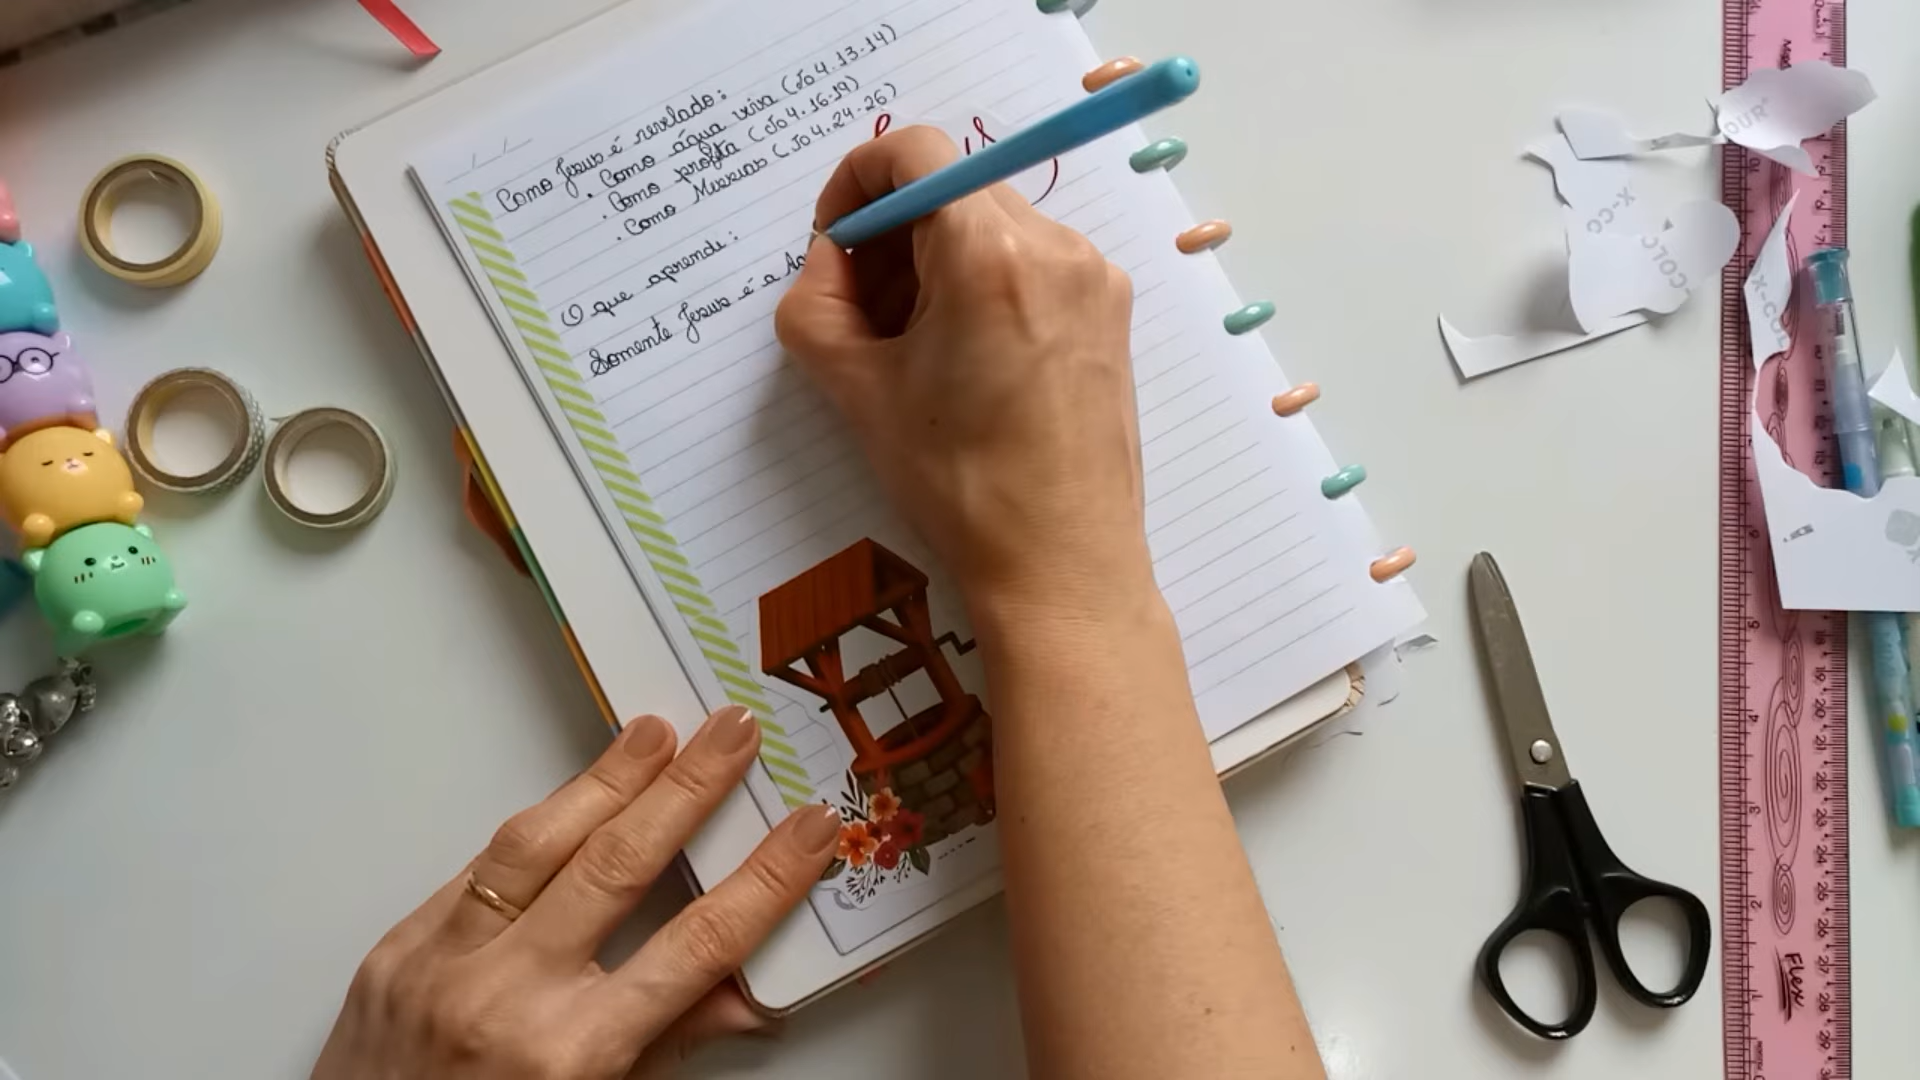 Como Jesus é revelado:
. Como água viva (Jo 4.13-14)
. Como profeta (Jo 4.16-19)
. Como Messias (Jo 4.24-26)
O que aprendi:
Somente Jesus é a
Flex